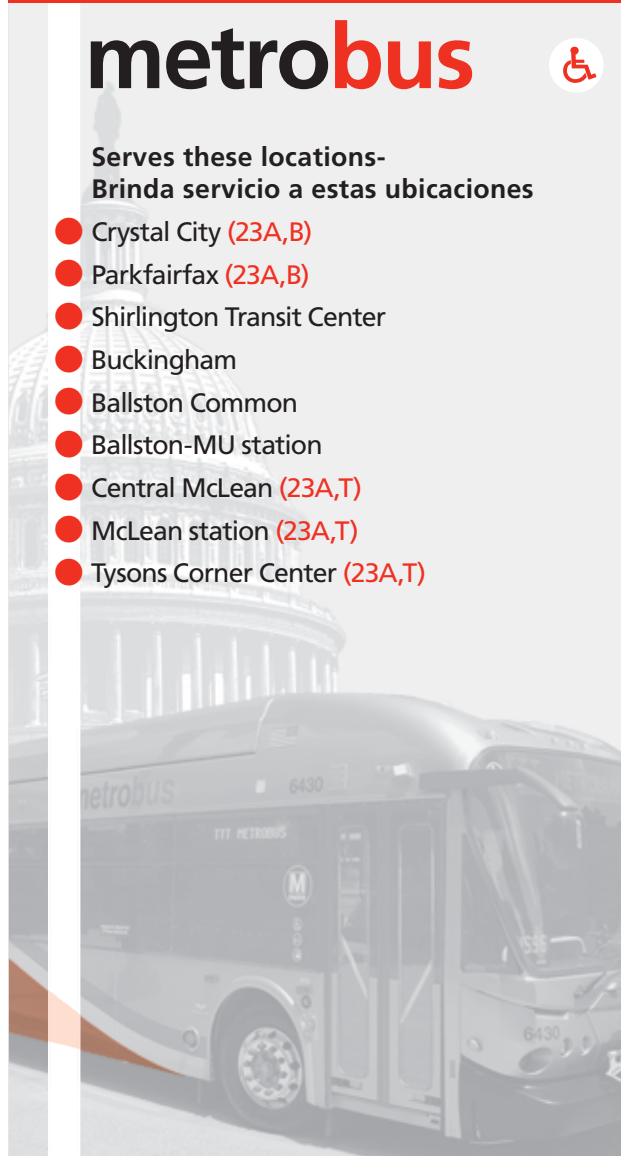 metrobus
Serves these locations-
Brinda servicio a estas ubicaciones
Crystal City (23A,B)
Parkfairfax (23A,B)
Shirlington Transit Center
Buckingham
Ballston Common
Ballston-MU station
Central McLean (23A,T)
McLean station (23A,T)
Tysons Corner Center (23A,T)
metrobus
6430
TTT METROBUS
M
6430